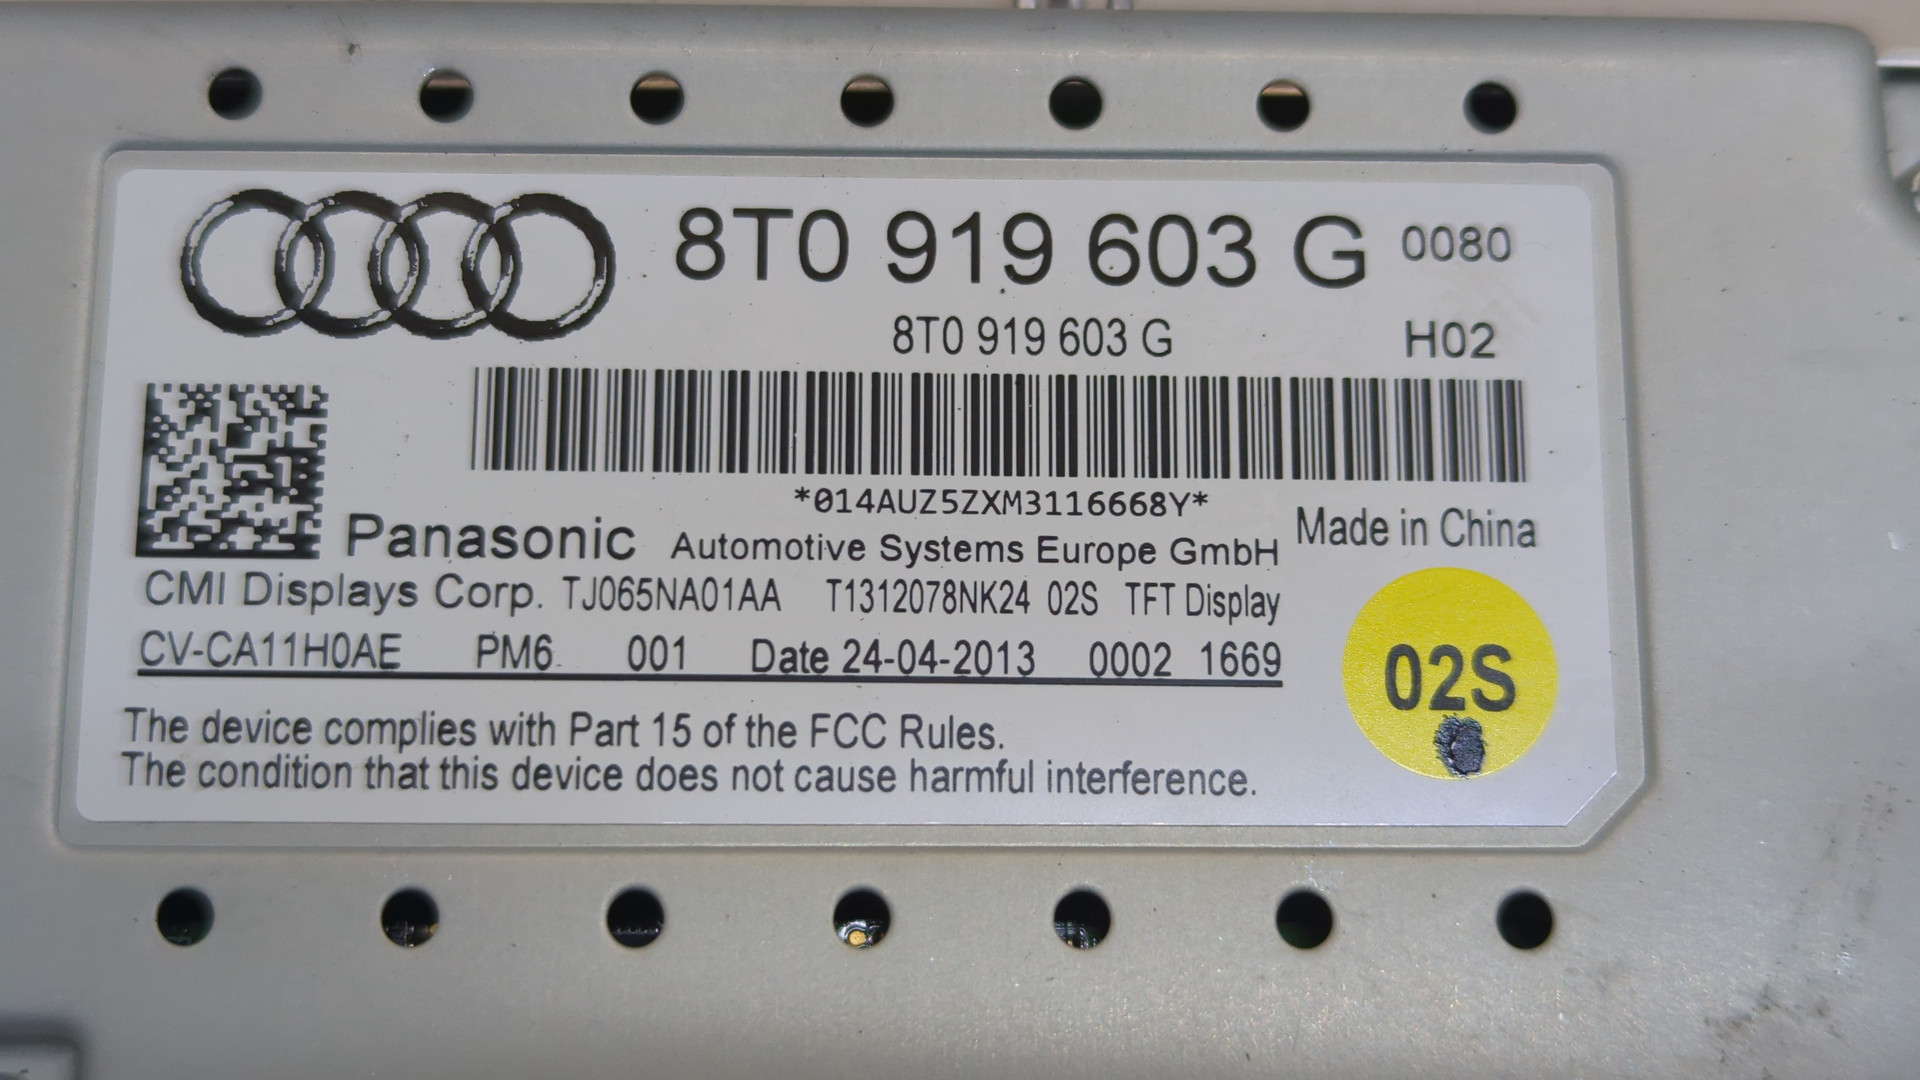 8T0 919 603 G 0080
8T0 919 603 G H02
*014AUZ5ZXM3116668Y*
Panasonic Automotive Systems Europe GmbH Made in China
CMI Displays Corp. TJ065NA01AA T1312078NK24 02S TFT Display
CV-CA11H0AE PM6 001 Date 24-04-2013 0002 1669
02S
The device complies with Part 15 of the FCC Rules.
The condition that this device does not cause harmful interference.